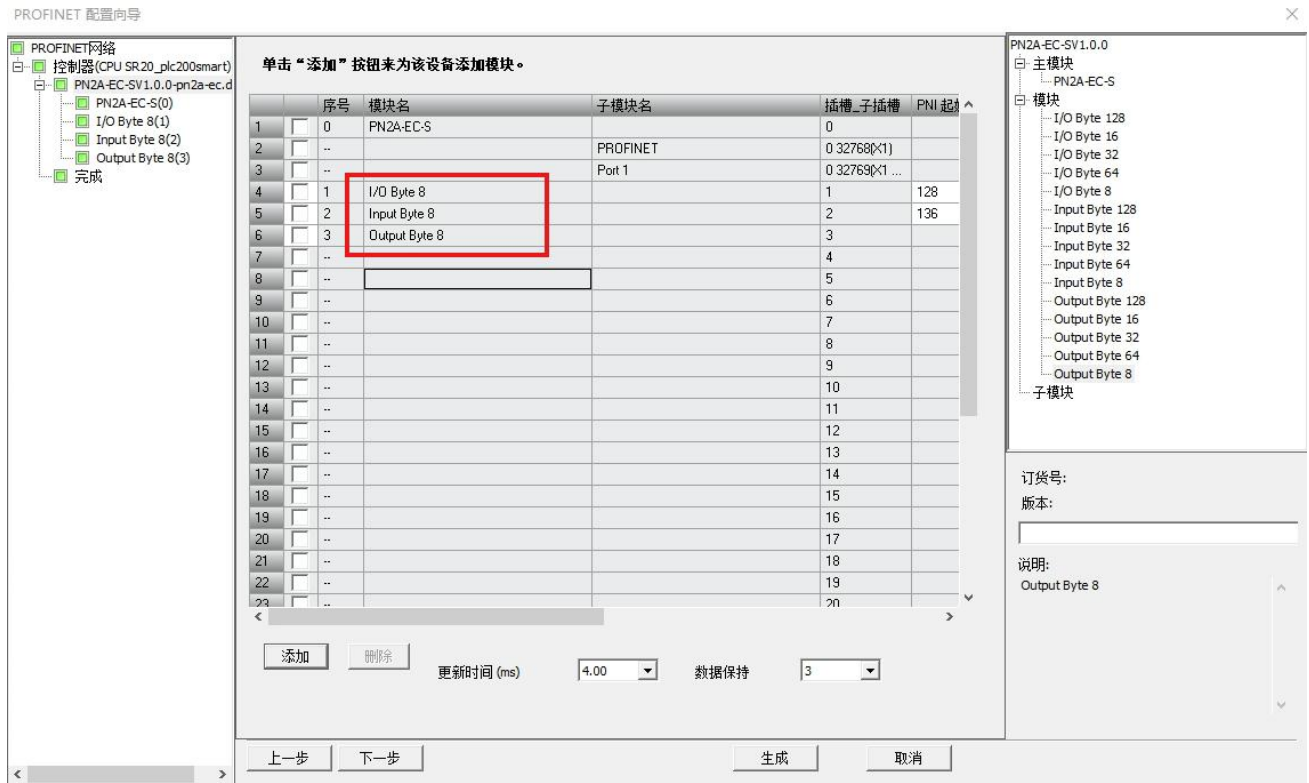 PROFINET 配置向导
PROFINET网络
控制器(CPU SR20_plc200smart)
PN2A-EC-SV1.0.0-pn2a-ec.d
PN2A-EC-S(0)
I/O Byte 8(1)
Input Byte 8(2)
Output Byte 8(3)
完成
单击“添加”按钮来为该设备添加模块。
序号 模块名 子模块名 插槽_子插槽 PNI 起始
1 0 PN2A-EC-S 0
2 -- PROFINET 0 32768(X1)
3 -- Port 1 0 32769(X1 ...
4 1 I/O Byte 8 1 128
5 2 Input Byte 8 2 136
6 3 Output Byte 8 3
7 -- 4
8 -- 5
9 -- 6
10 -- 7
11 -- 8
12 -- 9
13 -- 10
14 -- 11
15 -- 12
16 -- 13
17 -- 14
18 -- 15
19 -- 16
20 -- 17
21 -- 18
22 -- 19
23 -- 20
添加 删除 更新时间 (ms) 4.00 数据保持 3
上一步 下一步 生成 取消
PN2A-EC-SV1.0.0
主模块
PN2A-EC-S
模块
I/O Byte 128
I/O Byte 16
I/O Byte 32
I/O Byte 64
I/O Byte 8
Input Byte 128
Input Byte 16
Input Byte 32
Input Byte 64
Input Byte 8
Output Byte 128
Output Byte 16
Output Byte 32
Output Byte 64
Output Byte 8
子模块
订货号:
版本:
说明:
Output Byte 8